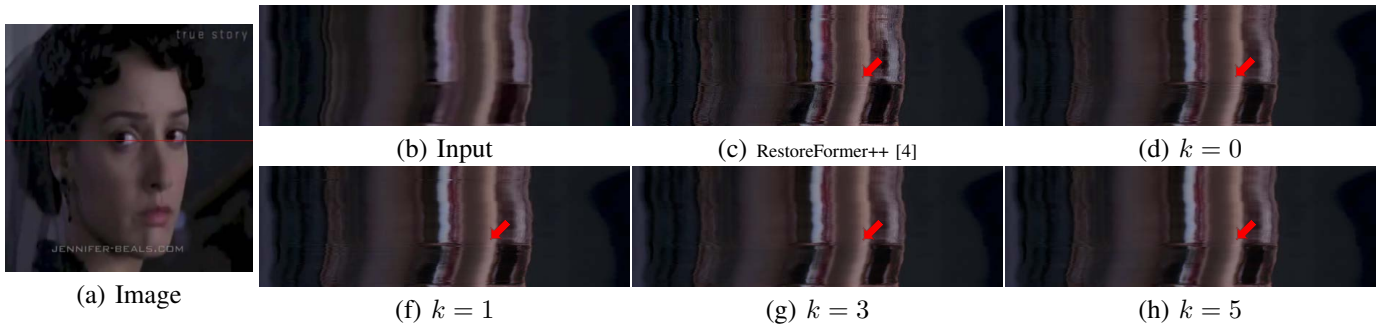 true story
JENNIFER-BEALS.COM
(a) Image
(b) Input
(c) RestoreFormer++ [4]
(d) k = 0
(f) k = 1
(g) k = 3
(h) k = 5